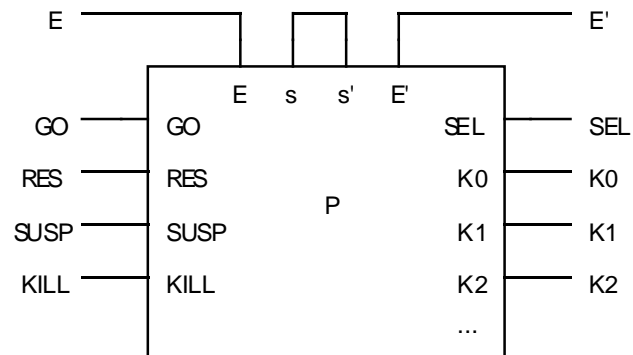 E E'
E s s' E'
GO GO SEL SEL
RES RES K0 K0
P
SUSP SUSP K1 K1
KILL KILL K2 K2
...